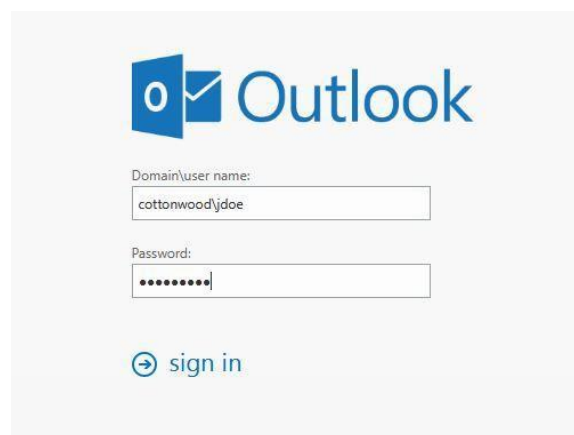 Outlook
Domain\user name:
cottonwood\jdoe
Password:
•••••••••
sign in